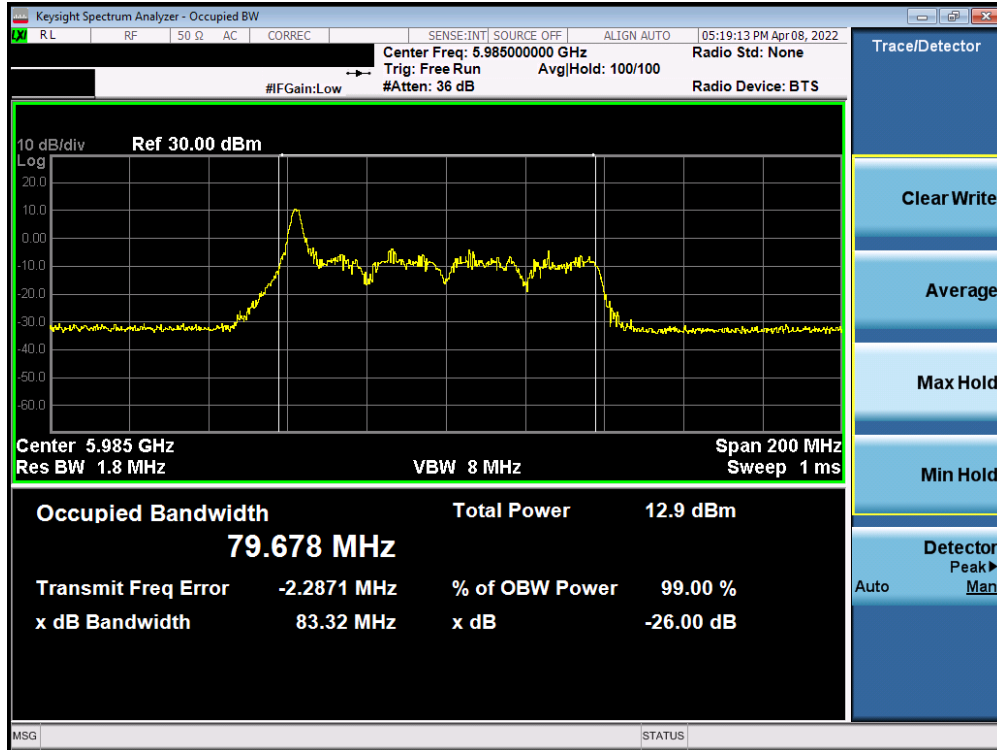 Keysight Spectrum Analyzer - Occupied BW
LXI RL RF 50 Ω AC CORREC SENSE:INT SOURCE OFF ALIGN AUTO 05:19:13 PM Apr 08, 2022
Center Freq: 5.985000000 GHz Radio Std: None
Trig: Free Run Avg|Hold: 100/100
#IFGain:Low #Atten: 36 dB Radio Device: BTS
Trace/Detector
10 dB/div Ref 30.00 dBm
Log
20.0
10.0
0.00
-10.0
-20.0
-30.0
-40.0
-50.0
-60.0
Center 5.985 GHz Span 200 MHz
Res BW 1.8 MHz VBW 8 MHz Sweep 1 ms
Occupied Bandwidth Total Power 12.9 dBm
79.678 MHz
Transmit Freq Error -2.2871 MHz % of OBW Power 99.00 %
x dB Bandwidth 83.32 MHz x dB -26.00 dB
Clear Write
Average
Max Hold
Min Hold
Detector
Peak▶
Auto Man
MSG STATUS